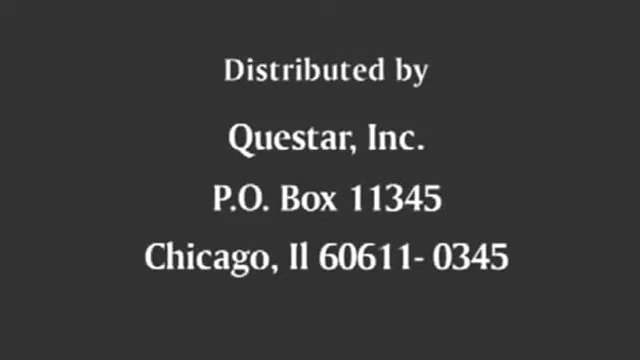 Distributed by
Questar, Inc.
P.O. Box 11345
Chicago, Il 60611- 0345